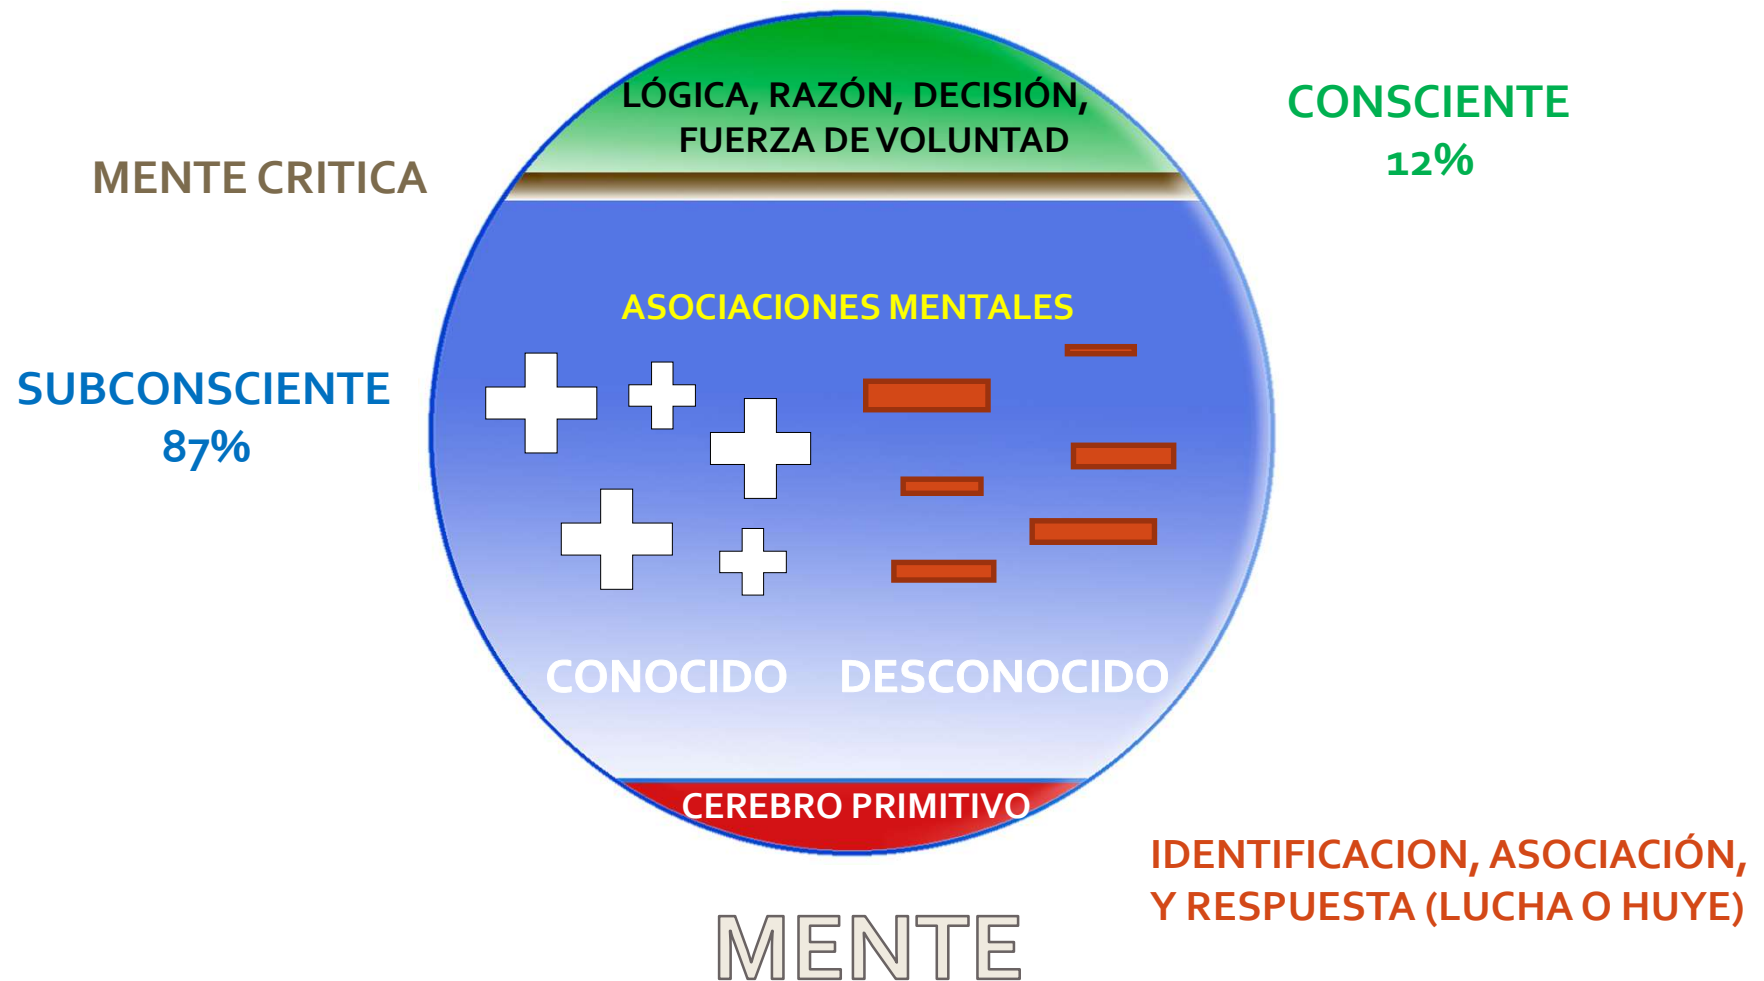 LÓGICA, RAZÓN, DECISIÓN,
FUERZA DE VOLUNTAD
CONSCIENTE
12%
MENTE CRITICA
ASOCIACIONES MENTALES
SUBCONSCIENTE
87%
CONOCIDO
DESCONOCIDO
CEREBRO PRIMITIVO
IDENTIFICACION, ASOCIACIÓN,
Y RESPUESTA (LUCHA O HUYE)
MENTE